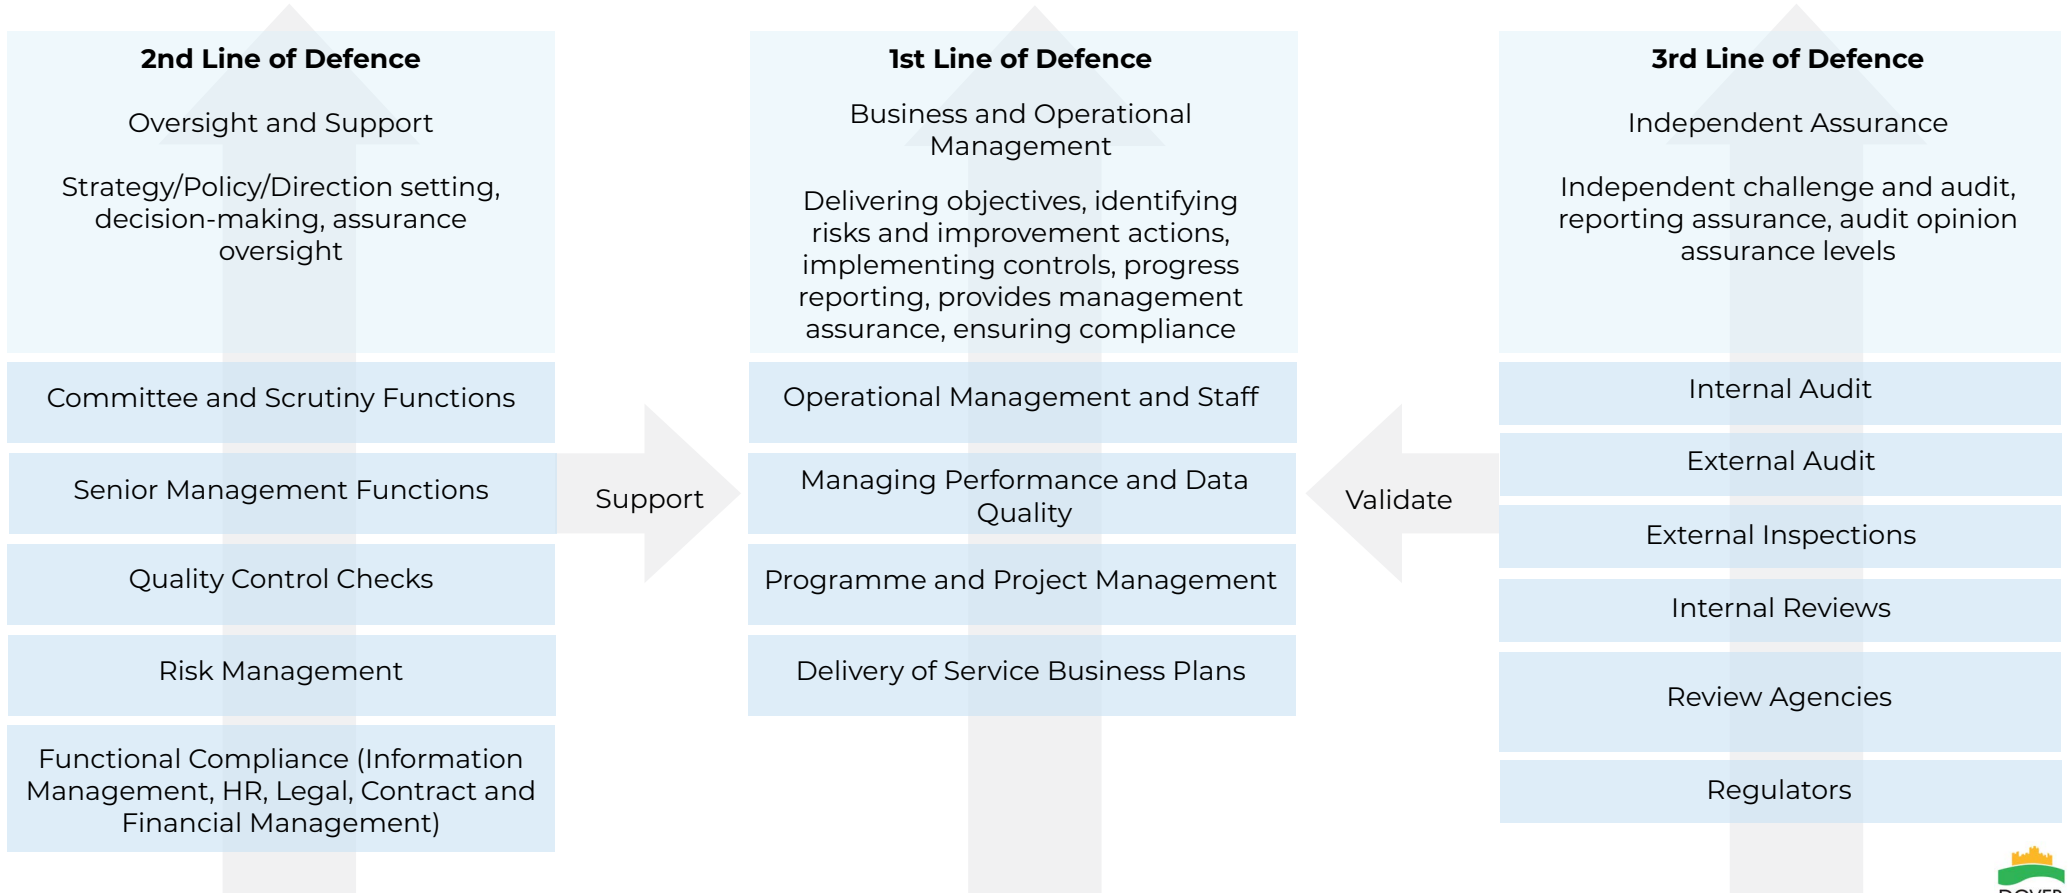 2nd Line of Defence
Oversight and Support
Strategy/Policy/Direction setting,
decision-making, assurance
oversight
Committee and Scrutiny Functions
Senior Management Functions
Quality Control Checks
Risk Management
Functional Compliance (Information
Management, HR, Legal, Contract and
Financial Management)
Support
1st Line of Defence
Business and Operational
Management
Delivering objectives, identifying
risks and improvement actions,
implementing controls, progress
reporting, provides management
assurance, ensuring compliance
Operational Management and Staff
Managing Performance and Data
Quality
Programme and Project Management
Delivery of Service Business Plans
Validate
3rd Line of Defence
Independent Assurance
Independent challenge and audit,
reporting assurance, audit opinion
assurance levels
Internal Audit
External Audit
External Inspections
Internal Reviews
Review Agencies
Regulators
DOVER